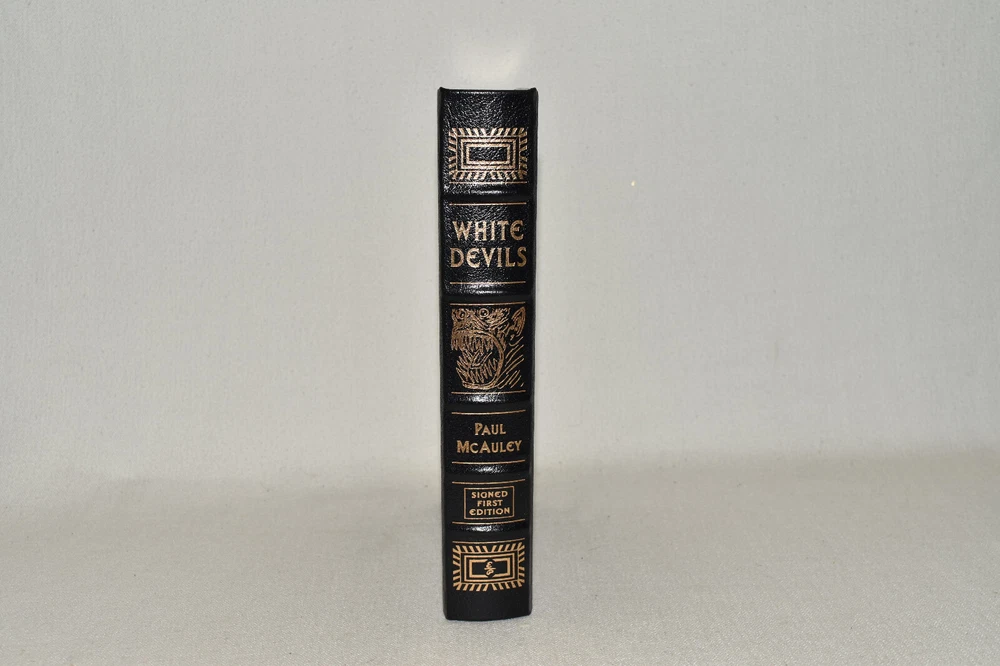 WHITE
DEVILS
PAUL
MCAULEY
SIGNED
FIRST
EDITION